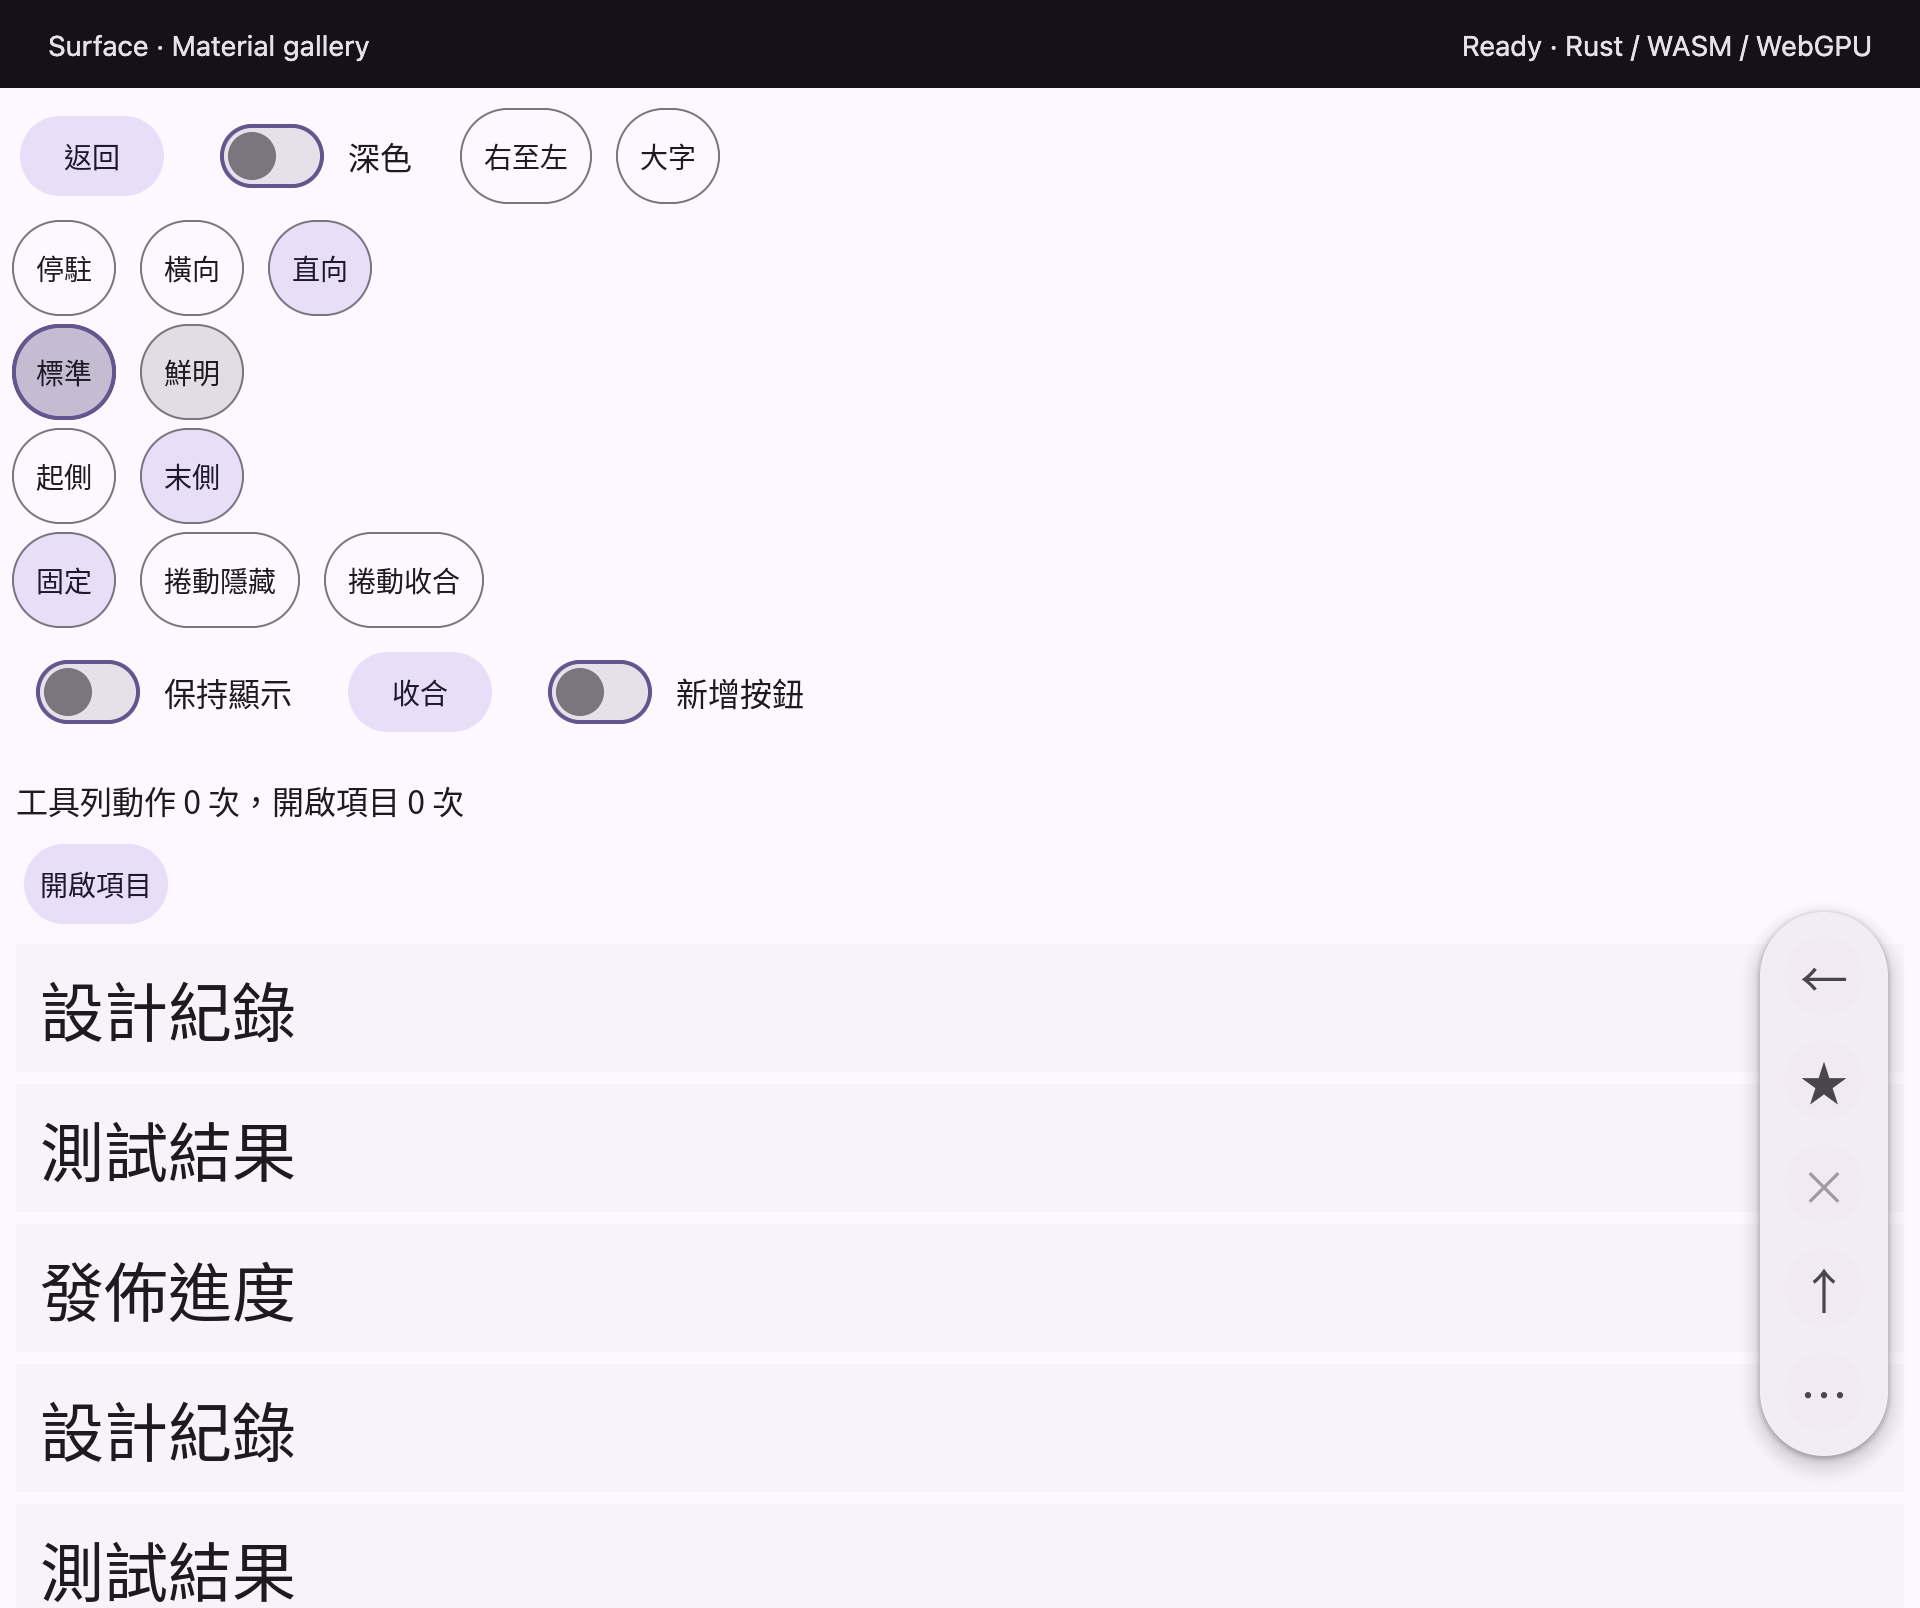 Surface · Material gallery
Ready · Rust / WASM / WebGPU
返回 深色 右至左 大字
停駐 橫向 直向
標準 鮮明
起側 末側
固定 捲動隱藏 捲動收合
保持顯示 收合 新增按鈕
工具列動作 0 次，開啟項目 0 次
開啟項目
設計紀錄
測試結果
發佈進度
設計紀錄
測試結果